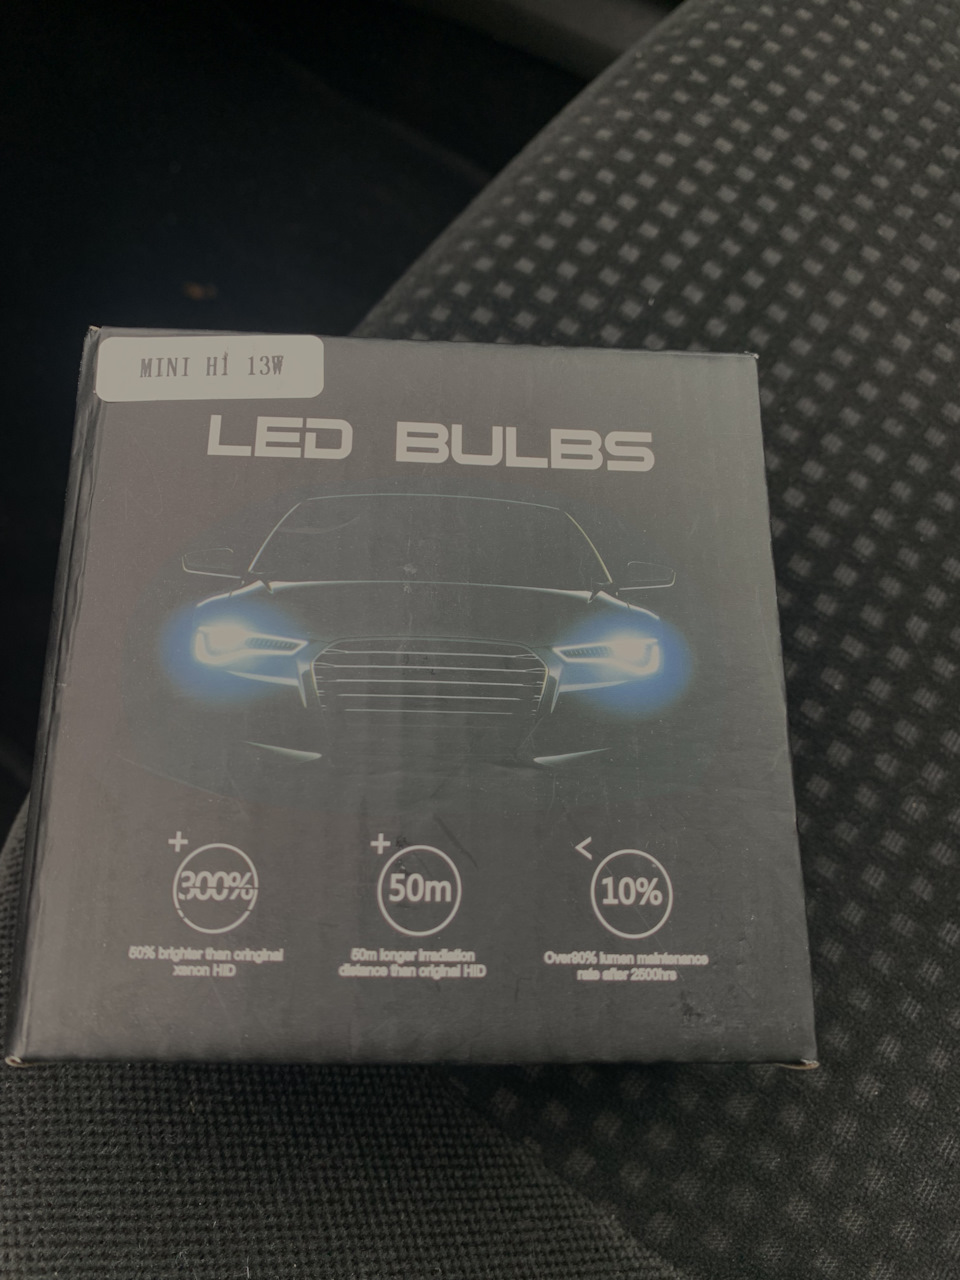 MINI H1 13W
LED BULBS
+
300%
+
50m
<
10%
50% brighter than oringinal
xenon HID
50m longer irradiation
distance than original HID
Over90% lumen maintenance
rate after 2500hrs